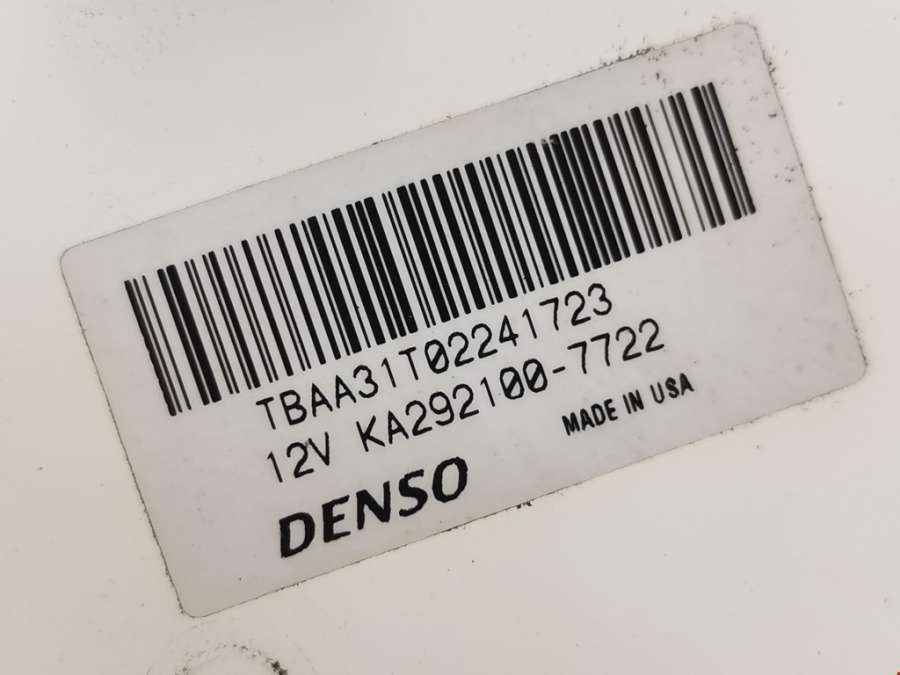 TBAA31T02241723
12V KA292100-7722
MADE IN USA
DENSO